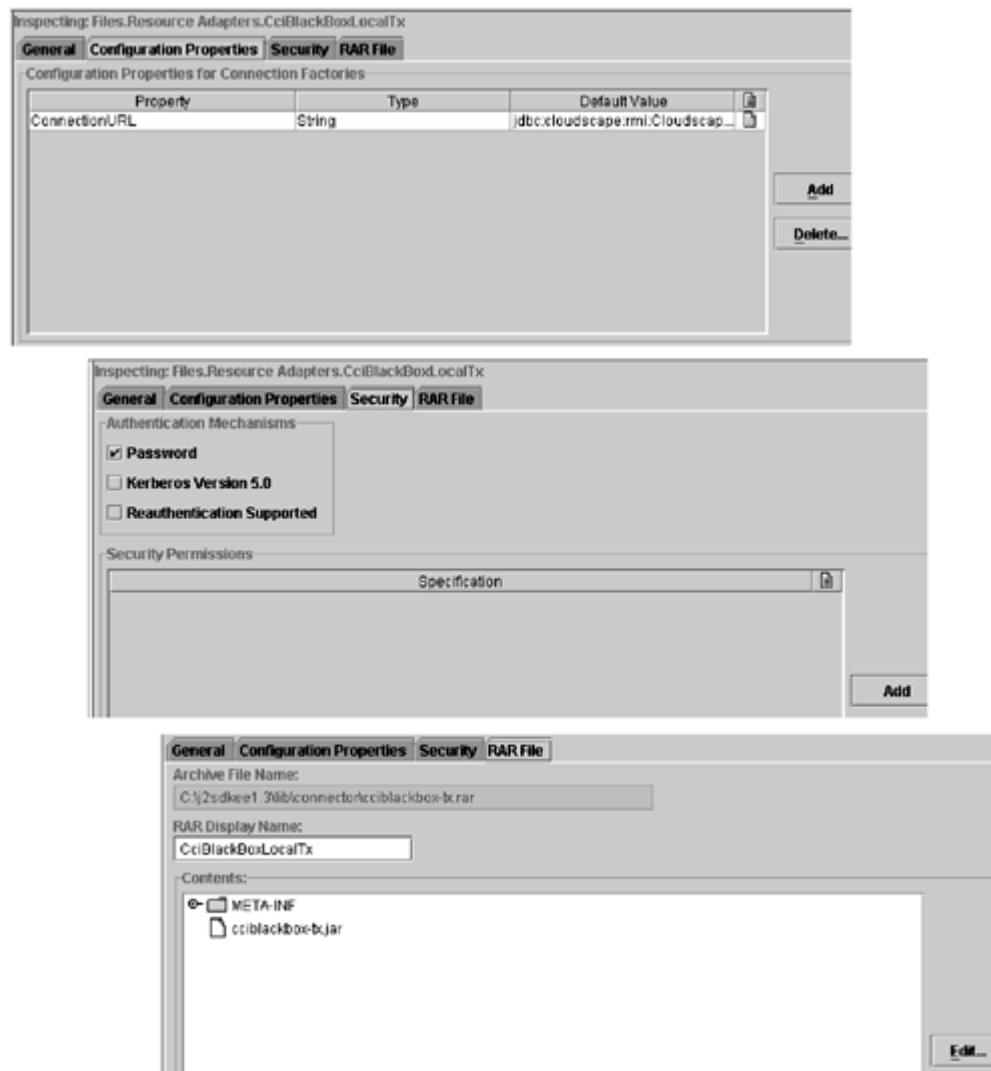 Inspecting: Files.Resource Adapters.CciBlackBoxLocalTx
General Configuration Properties Security RAR File
Configuration Properties for Connection Factories
Property Type Default Value
ConnectionURL String jdbc:cloudscape:rmi:Cloudscap...
Add
Delete...
Inspecting: Files.Resource Adapters.CciBlackBoxLocalTx
General Configuration Properties Security RAR File
Authentication Mechanisms
Password
Kerberos Version 5.0
Reauthentication Supported
Security Permissions
Specification
Add
General Configuration Properties Security RAR File
Archive File Name:
C:\j2sdkee1.3\lib\connector\cciblackbox-tx.rar
RAR Display Name:
CciBlackBoxLocalTx
Contents:
META-INF
cciblackbox-tx.jar
Edit...